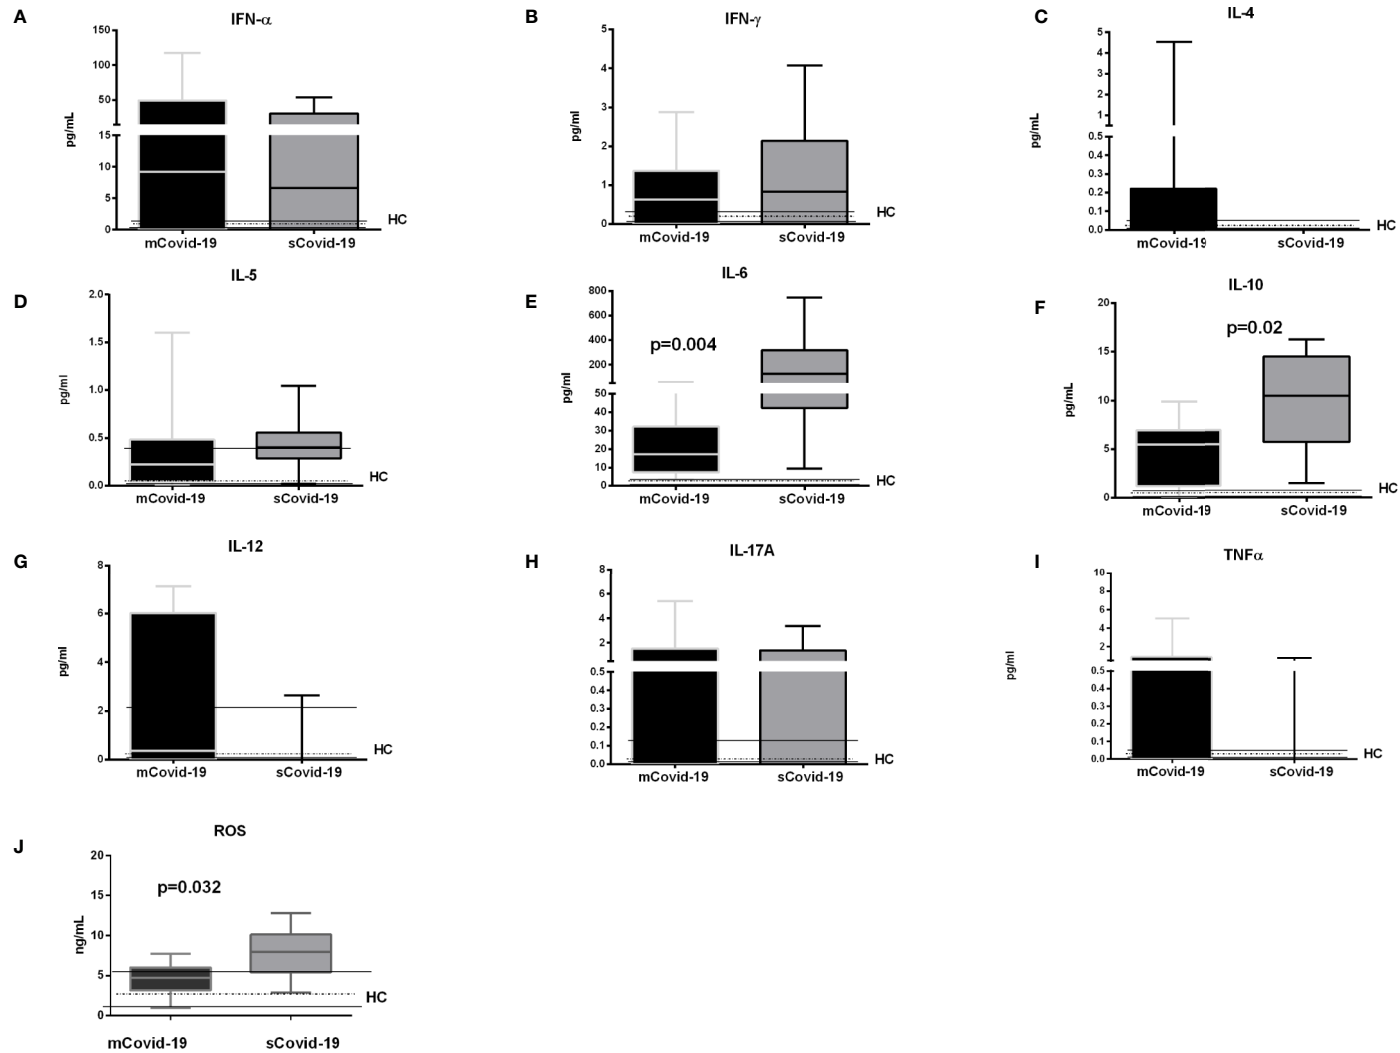 A
IFN-α
pg/mL
150
100
50
15
10
5
0
HC
mCovid-19
sCovid-19
B
IFN-γ
pg/ml
5
4
3
2
1
0
HC
mCovid-19
sCovid-19
C
IL-4
pg/mL
5
4
3
2
1
0.5
0.4
0.3
0.2
0.1
0.0
HC
mCovid-19
sCovid-19
D
IL-5
pg/ml
2.0
1.5
1.0
0.5
0.0
HC
mCovid-19
sCovid-19
E
IL-6
pg/ml
800
600
400
200
50
40
30
20
10
0
p=0.004
HC
mCovid-19
sCovid-19
F
IL-10
pg/mL
20
15
10
5
0
p=0.02
HC
mCovid-19
sCovid-19
G
IL-12
pg/ml
8
6
4
2
0
HC
mCovid-19
sCovid-19
H
IL-17A
pg/ml
8
6
4
2
0.5
0.4
0.3
0.2
0.1
0.0
HC
mCovid-19
sCovid-19
I
TNFα
pg/ml
10
8
6
4
2
0.5
0.4
0.3
0.2
0.1
0.0
HC
mCovid-19
sCovid-19
J
ROS
ng/mL
20
15
10
5
0
p=0.032
HC
mCovid-19
sCovid-19